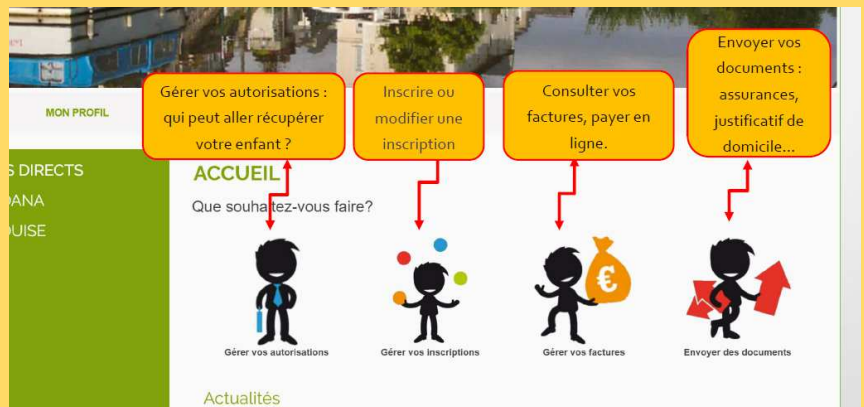 Gérer vos autorisations :
qui peut aller récupérer
votre enfant ?
Inscrire ou
modifier une
inscription
Consulter vos
factures, payer en
ligne.
Envoyer vos
documents :
assurances,
justificatif de
domicile...
MON PROFIL
S DIRECTS
DANA
OUISE
ACCUEIL
Que souhaitez-vous faire?
€
Gérer vos autorisations
Gérer vos inscriptions
Gérer vos factures
Envoyer des documents
Actualités